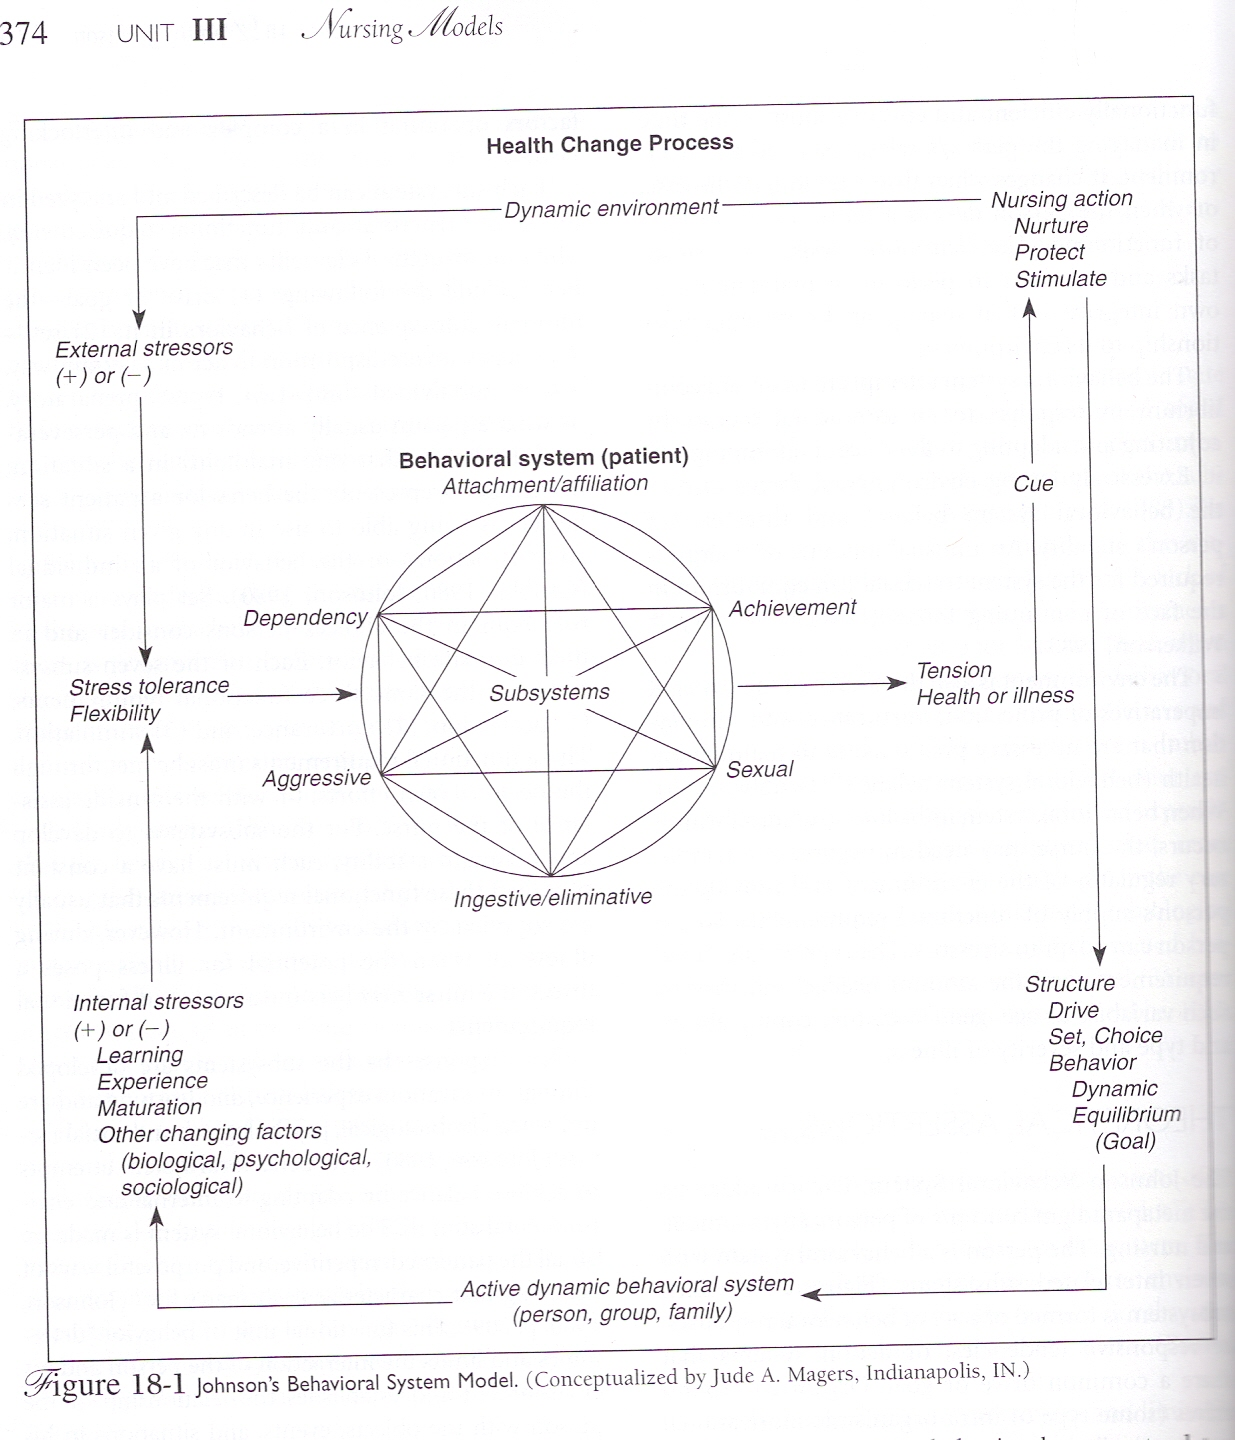 374 UNIT III Nursing Models
Health Change Process
Dynamic environment
Nursing action
Nurture
Protect
Stimulate
External stressors
(+) or (−)
Cue
Behavioral system (patient)
Attachment/affiliation
Dependency
Achievement
Stress tolerance
Flexibility
Subsystems
Tension
Health or illness
Aggressive
Sexual
Ingestive/eliminative
Internal stressors
(+) or (−)
Learning
Experience
Maturation
Other changing factors
(biological, psychological,
sociological)
Structure
Drive
Set, Choice
Behavior
Dynamic
Equilibrium
(Goal)
Active dynamic behavioral system
(person, group, family)
Figure 18-1 Johnson's Behavioral System Model. (Conceptualized by Jude A. Magers, Indianapolis, IN.)